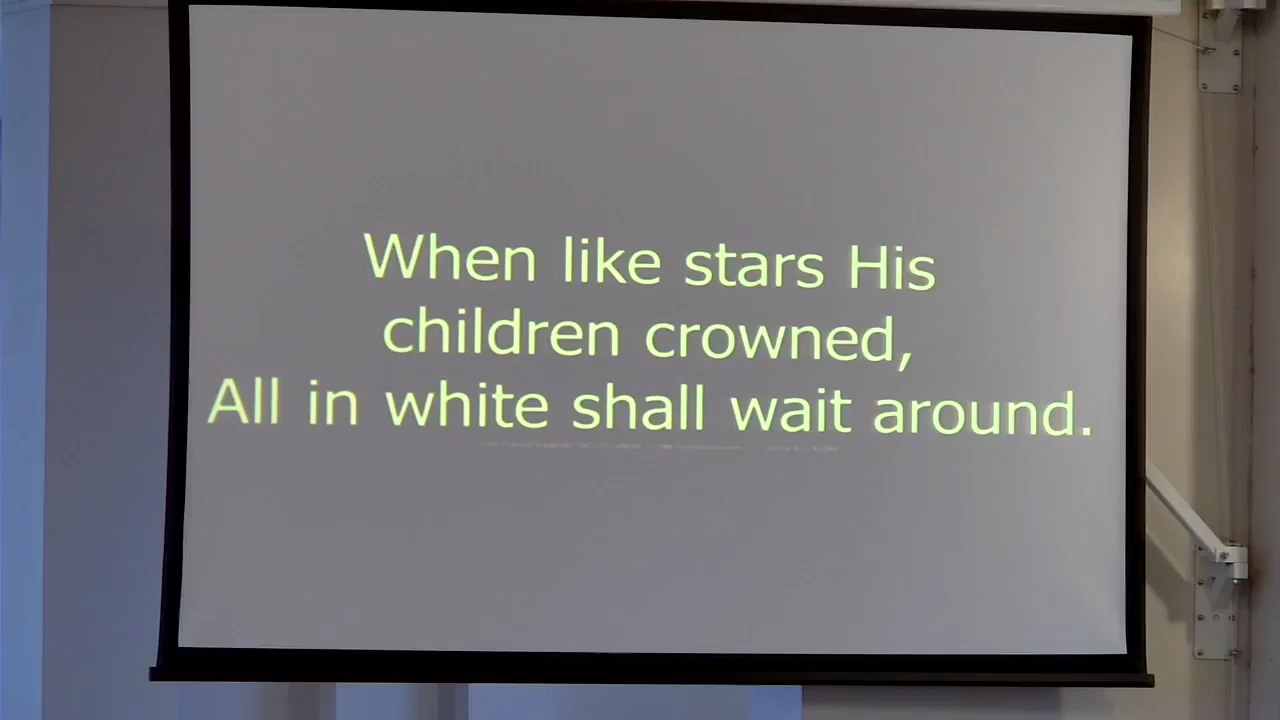 When like stars His
children crowned,
All in white shall wait around.